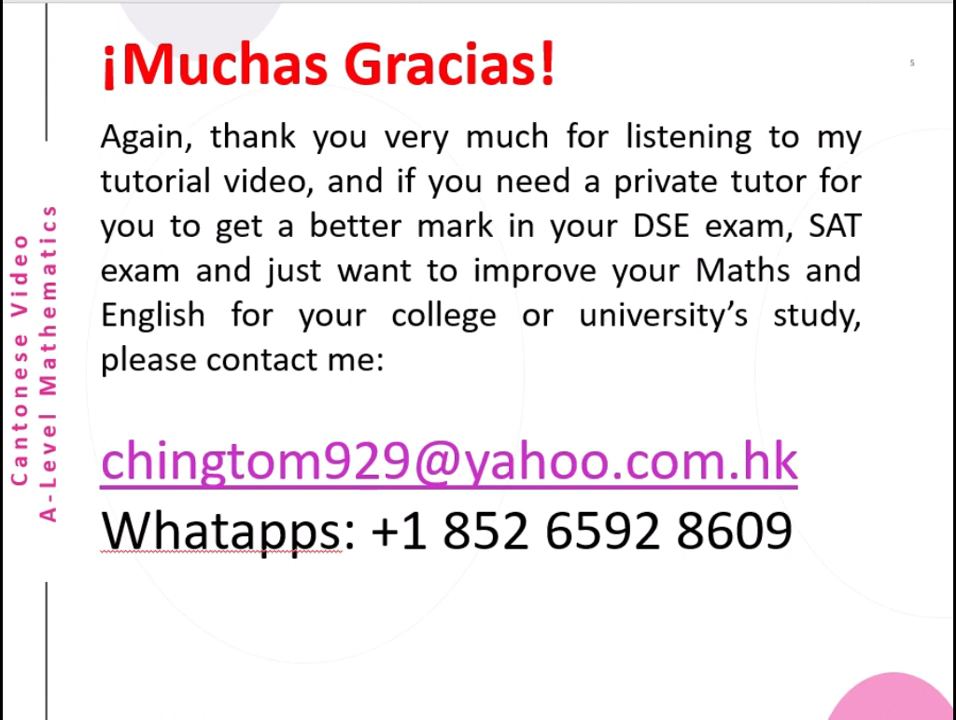 ¡Muchas Gracias!
5
Again, thank you very much for listening to my
tutorial video, and if you need a private tutor for
you to get a better mark in your DSE exam, SAT
exam and just want to improve your Maths and
English for your college or university’s study,
please contact me:
chingtom929@yahoo.com.hk
Whatapps: +1 852 6592 8609
Cantonese Video
A-Level Mathematics